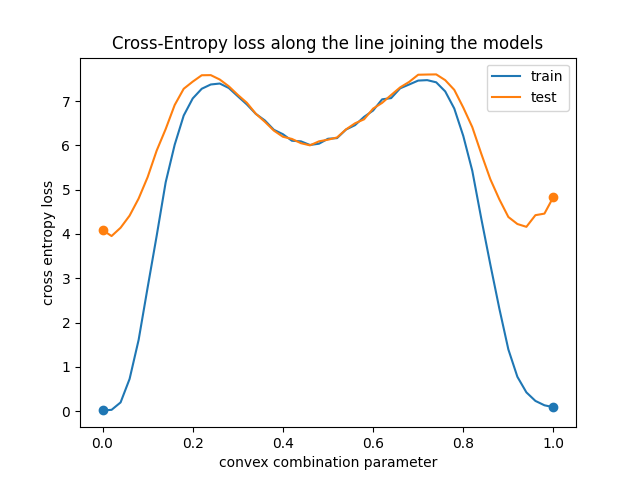 Cross-Entropy loss along the line joining the models
train
test
cross entropy loss
7
6
5
4
3
2
1
0
0.0 0.2 0.4 0.6 0.8 1.0
convex combination parameter